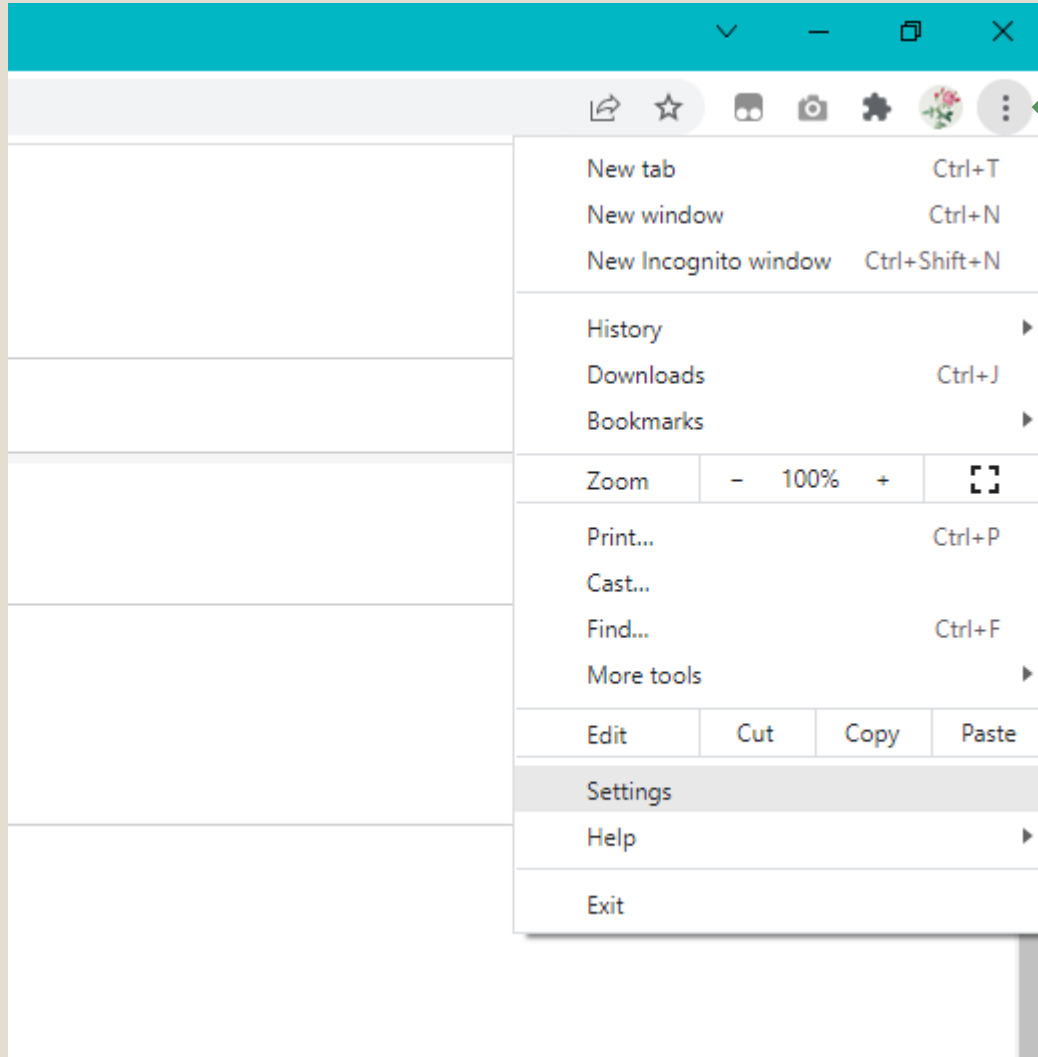 New tab Ctrl+T
New window Ctrl+N
New Incognito window Ctrl+Shift+N
History
Downloads Ctrl+J
Bookmarks
Zoom - 100% +
Print... Ctrl+P
Cast...
Find... Ctrl+F
More tools
Edit Cut Copy Paste
Settings
Help
Exit